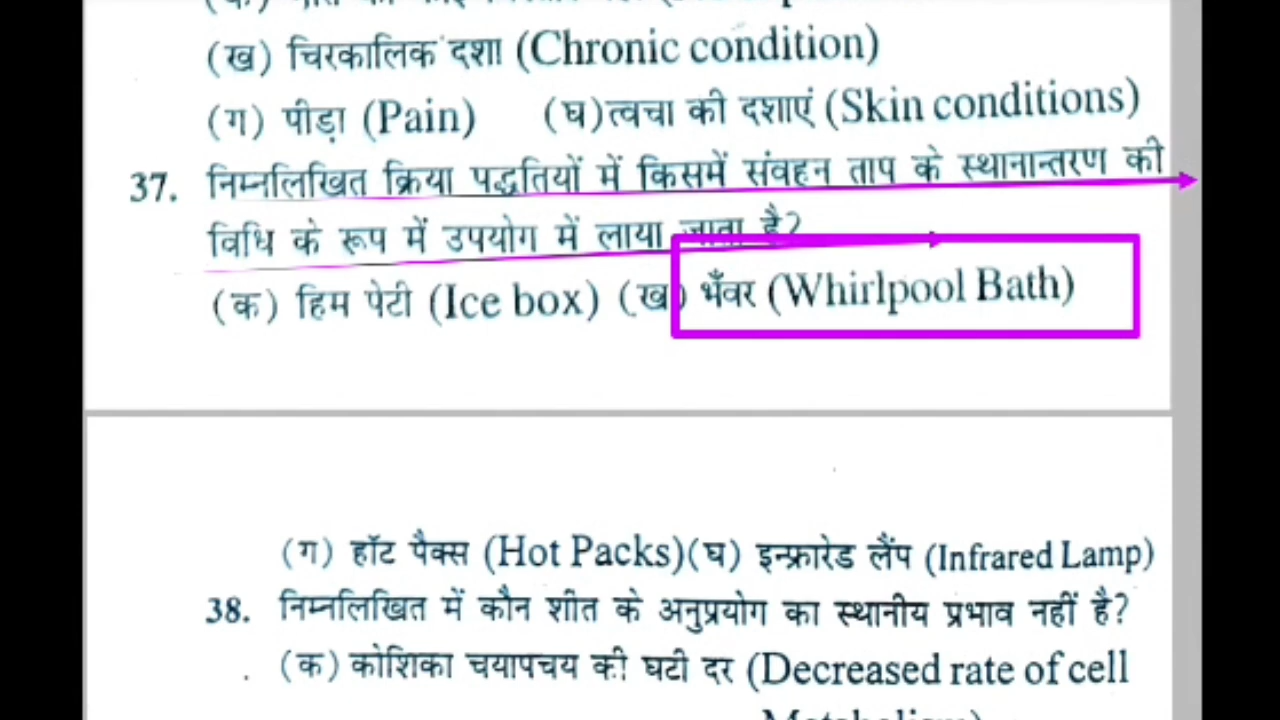 (ख) चिरकालिक दशा (Chronic condition)
(ग) पीड़ा (Pain) (घ)त्वचा की दशाएं (Skin conditions)
37. निम्नलिखित क्रिया पद्धतियों में किसमें संवहन ताप के स्थानान्तरण की
विधि के रूप में उपयोग में लाया जाता है?
(क) हिम पेटी (Ice box) (ख) भँवर (Whirlpool Bath)
(ग) हॉट पैक्स (Hot Packs)(घ) इन्फ्रारेड लैंप (Infrared Lamp)
38. निम्नलिखित में कौन शीत के अनुप्रयोग का स्थानीय प्रभाव नहीं है?
(क) कोशिका चयापचय की घटी दर (Decreased rate of cell
Metabolism)